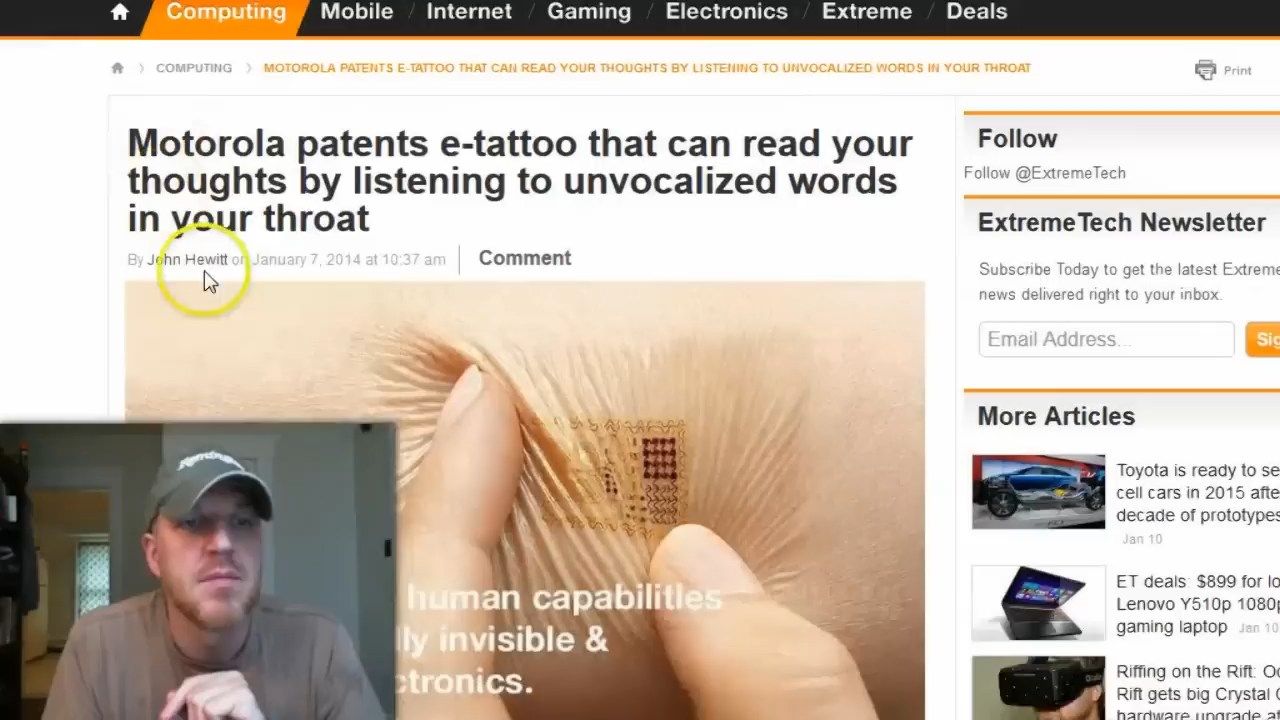 Computing / Mobile / Internet / Gaming / Electronics / Extreme / Deals
COMPUTING
MOTOROLA PATENTS E-TATTOO THAT CAN READ YOUR THOUGHTS BY LISTENING TO UNVOCALIZED WORDS IN YOUR THROAT
Print
Motorola patents e-tattoo that can read your
thoughts by listening to unvocalized words
in your throat
By John Hewitt on January 7, 2014 at 10:37 am
Comment
human capabilities
invisible &
Follow
Follow @ExtremeTech
ExtremeTech Newsletter
Subscribe Today to get the latest Extreme
news delivered right to your inbox.
Email Address...
More Articles
Toyota is ready to
cell cars in 2015
decade of prototypes
Jan 10
ET deals $899 for
Lenovo Y510p 1080p
gaming laptop Jan 10
Riffing on the Rift:
Rift gets big Crystal
hardware upgrade at